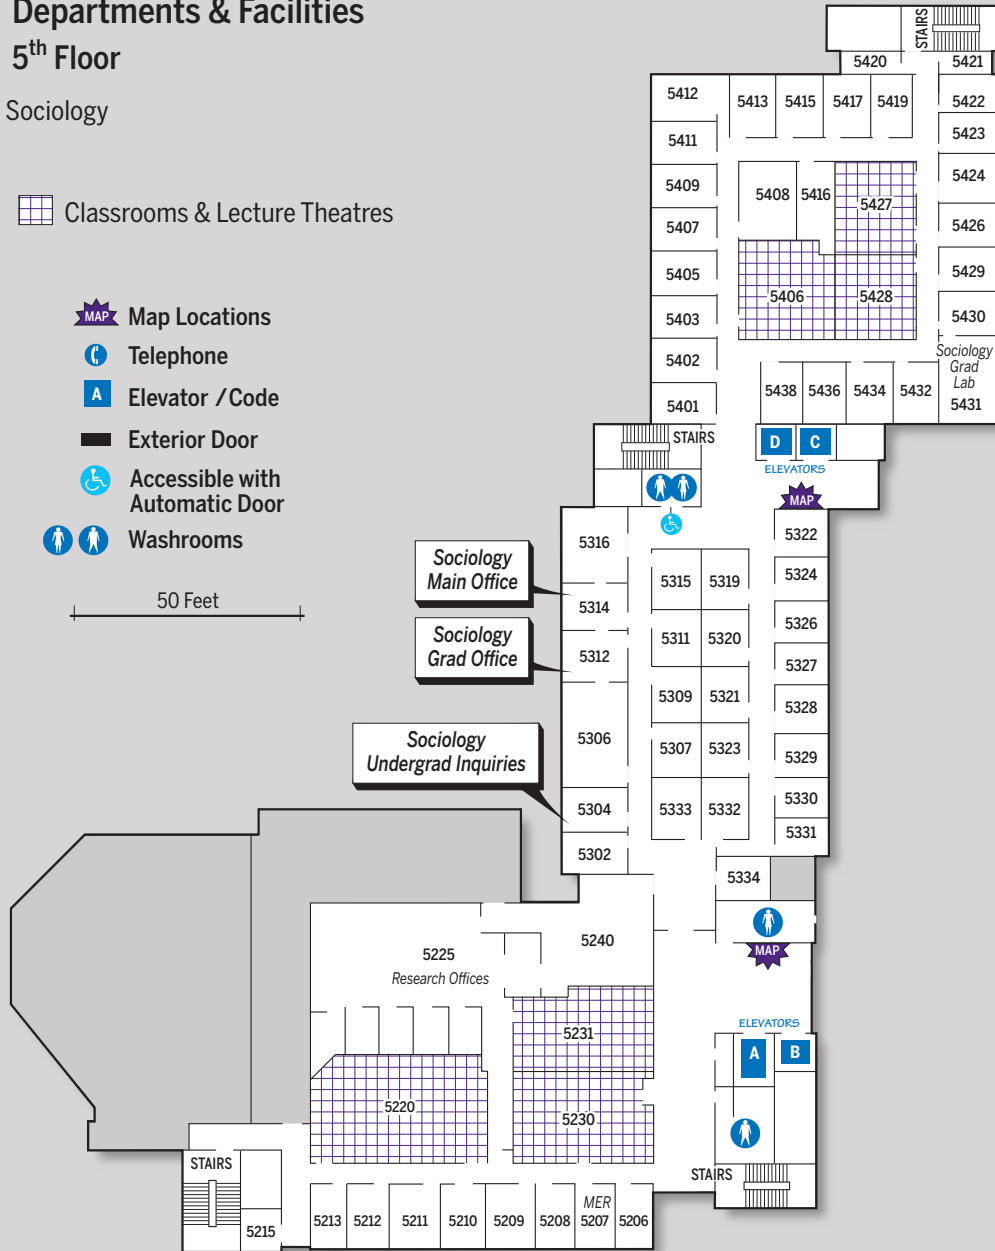 Departments & Facilities
5th Floor
Sociology
Classrooms & Lecture Theatres
MAP Map Locations
Telephone
A Elevator /Code
Exterior Door
Accessible with
Automatic Door
Washrooms
50 Feet
STAIRS
5420
5421
5412
5413
5415
5417
5419
5422
5411
5423
5409
5408
5416
5427
5424
5407
5426
5405
5406
5428
5429
5403
5430
5402
Sociology
Grad
Lab
5438
5436
5434
5432
5431
5401
STAIRS
D
C
ELEVATORS
MAP
5316
5322
Sociology
Main Office
5315
5319
5324
5314
Sociology
Grad Office
5311
5320
5326
5312
5327
5309
5321
5328
Sociology
Undergrad Inquiries
5306
5307
5323
5329
5304
5333
5332
5330
5331
5302
5334
5225
Research Offices
5240
MAP
ELEVATORS
A
B
5231
5220
5230
STAIRS
STAIRS
5215
5213
5212
5211
5210
5209
5208
MER
5207
5206